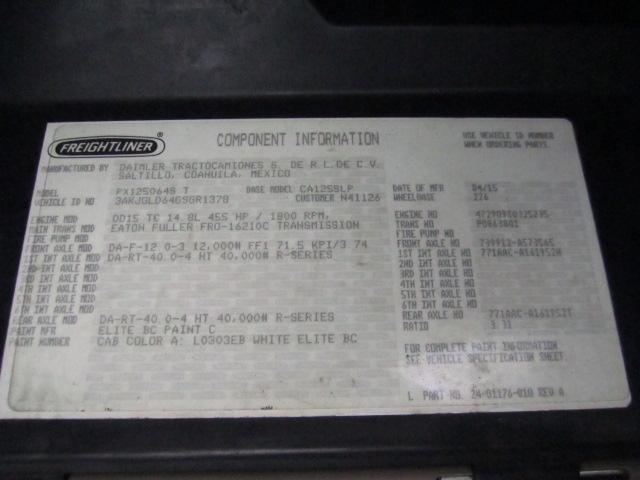 FREIGHTLINER ®
COMPONENT INFORMATION
USE VEHICLE ID NUMBER
WHEN ORDERING PARTS.
MANUFACTURED BY DAIMLER TRACTOCAMIONES S. DE R.L.DE C.V.
SALTILLO, COAHUILA, MEXICO
MODEL PX125064S T BASE MODEL CA125SLP DATE OF MFR 04/15
VEHICLE ID NO 3AKJGLD64GSGR1378 CUSTOMER N41126 WHEELBASE 226
ENGINE MOD DD15 TC 14.8L 455 HP / 1800 RPM, ENGINE NO
MAIN TRANS MOD EATON FULLER FRO-16210C TRANSMISSION TRANS NO
FIRE PUMP MOD FIRE PUMP NO
FRONT AXLE MOD DA-F-12.0-3 12,000# FF1 71.5 KPI/3.74 FRONT AXLE NO
1ST INT AXLE MOD DA-RT-40.0-4 HT 40,000# R-SERIES 1ST INT AXLE NO
2ND INT AXLE MOD 2ND INT AXLE NO
3RD INT AXLE MOD 3RD INT AXLE NO
4TH INT AXLE MOD 4TH INT AXLE NO
5TH INT AXLE MOD 5TH INT AXLE NO
6TH INT AXLE MOD 6TH INT AXLE NO
REAR AXLE MOD DA-RT-40.0-4 HT 40,000# R-SERIES REAR AXLE NO
PAINT MFR ELITE BC PAINT C RATIO
PAINT NUMBER CAB COLOR A: L0303EB WHITE ELITE BC
FOR COMPLETE PAINT INFORMATION
SEE VEHICLE SPECIFICATION SHEET.
L PART NO. 24-01176-010 REV A